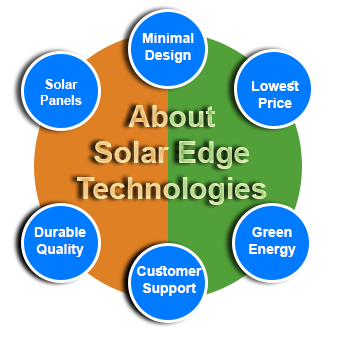 Minimal
Design
Solar
Panels
Lowest
Price
About
Solar Edge
Technologies
Durable
Quality
Green
Energy
Customer
Support